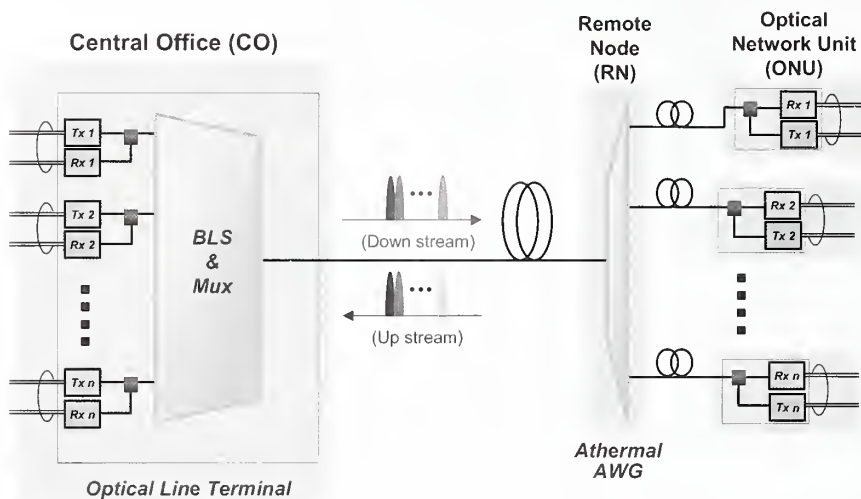 Central Office (CO)
Remote
Node
(RN)
Optical
Network Unit
(ONU)
Tx 1
Rx 1
Tx 2
Rx 2
Tx n
Rx n
BLS
&
Mux
(Down stream)
(Up stream)
Rx 1
Tx 1
Rx 2
Tx 2
Rx n
Tx n
Athermal
AWG
Optical Line Terminal